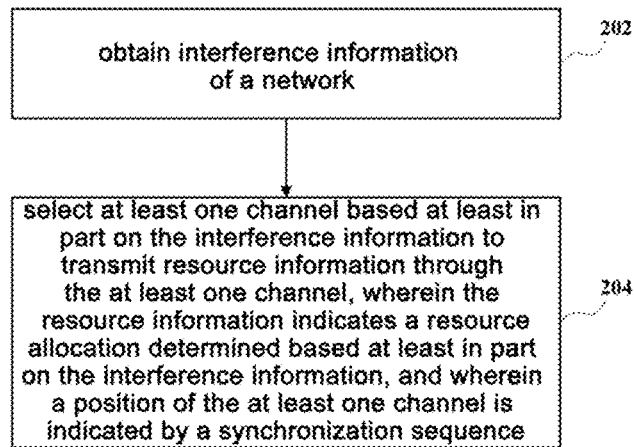 obtain interference information
of a network
202
select at least one channel based at least in
part on the interference information to
transmit resource information through
the at least one channel, wherein the
resource information indicates a resource
allocation determined based at least in part
on the interference information, and wherein
a position of the at least one channel is
indicated by a synchronization sequence
204